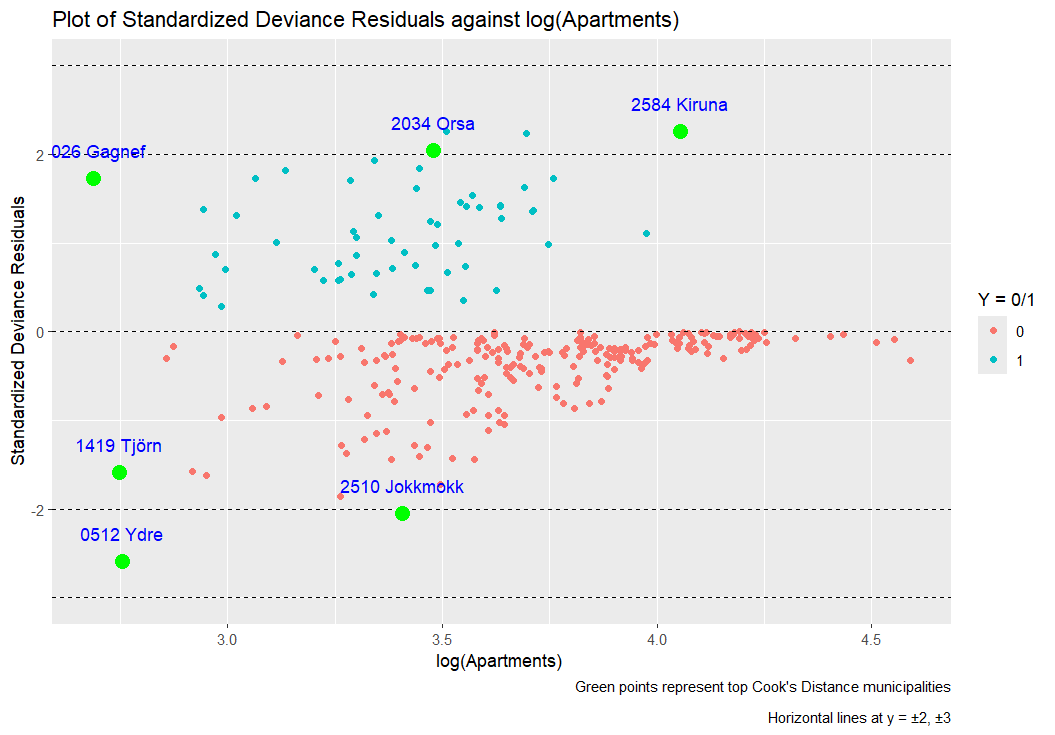 Plot of Standardized Deviance Residuals against log(Apartments)
2584 Kiruna
2034 Orsa
026 Gagnef
2
Y = 0/1
0
1
0
Standardized Deviance Residuals
1419 Tjörn
2510 Jokkmokk
-2
0512 Ydre
3.0
3.5
4.0
4.5
log(Apartments)
Green points represent top Cook's Distance municipalities
Horizontal lines at y = ±2, ±3